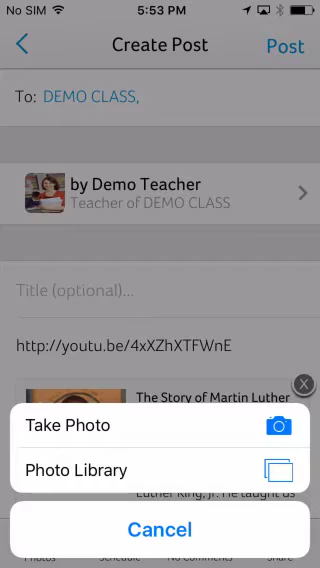 No SIM 5:53 PM
Create Post Post
To: DEMO CLASS,
by Demo Teacher
Teacher of DEMO CLASS
Title (optional)...
http://youtu.be/4xXZhXTFWnE
X
The Story of Martin Luther
Take Photo
Photo Library
Luther King, Jr. He taught us
Cancel
Photos Schedule No Comments Share